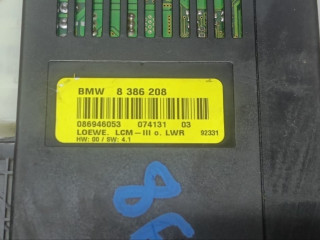 BMW 8 386 208
086946053 074131 03
LOEWE. LCM-III o. LWR 92331
HW: 00 / SW: 4.1